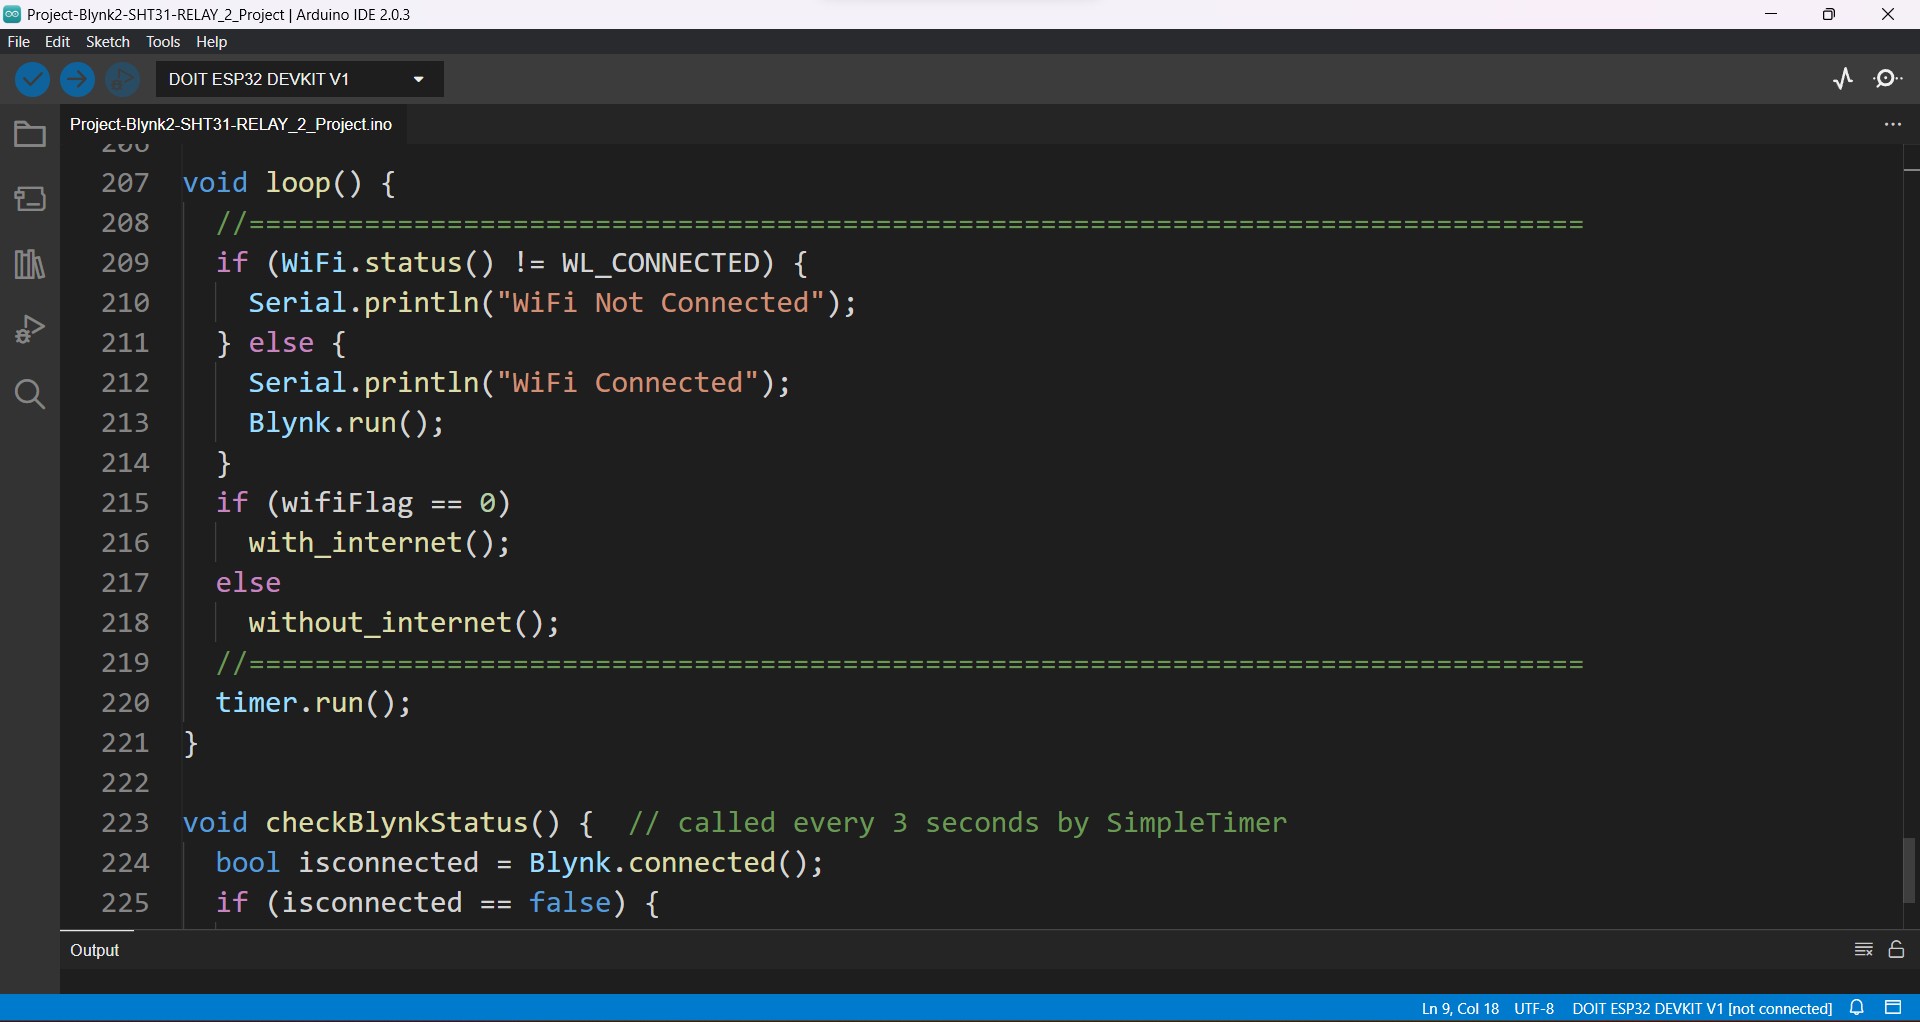 Project-Blynk2-SHT31-RELAY_2_Project | Arduino IDE 2.0.3
File Edit Sketch Tools Help
DOIT ESP32 DEVKIT V1
Project-Blynk2-SHT31-RELAY_2_Project.ino
206
207 void loop() {
208 //=================================================================================
209 if (WiFi.status() != WL_CONNECTED) {
210 Serial.println("WiFi Not Connected");
211 } else {
212 Serial.println("WiFi Connected");
213 Blynk.run();
214 }
215 if (wifiFlag == 0)
216 with_internet();
217 else
218 without_internet();
219 //=================================================================================
220 timer.run();
221 }
222
223 void checkBlynkStatus() { // called every 3 seconds by SimpleTimer
224 bool isconnected = Blynk.connected();
225 if (isconnected == false) {
Output
Ln 9, Col 18 UTF-8 DOIT ESP32 DEVKIT V1 [not connected]